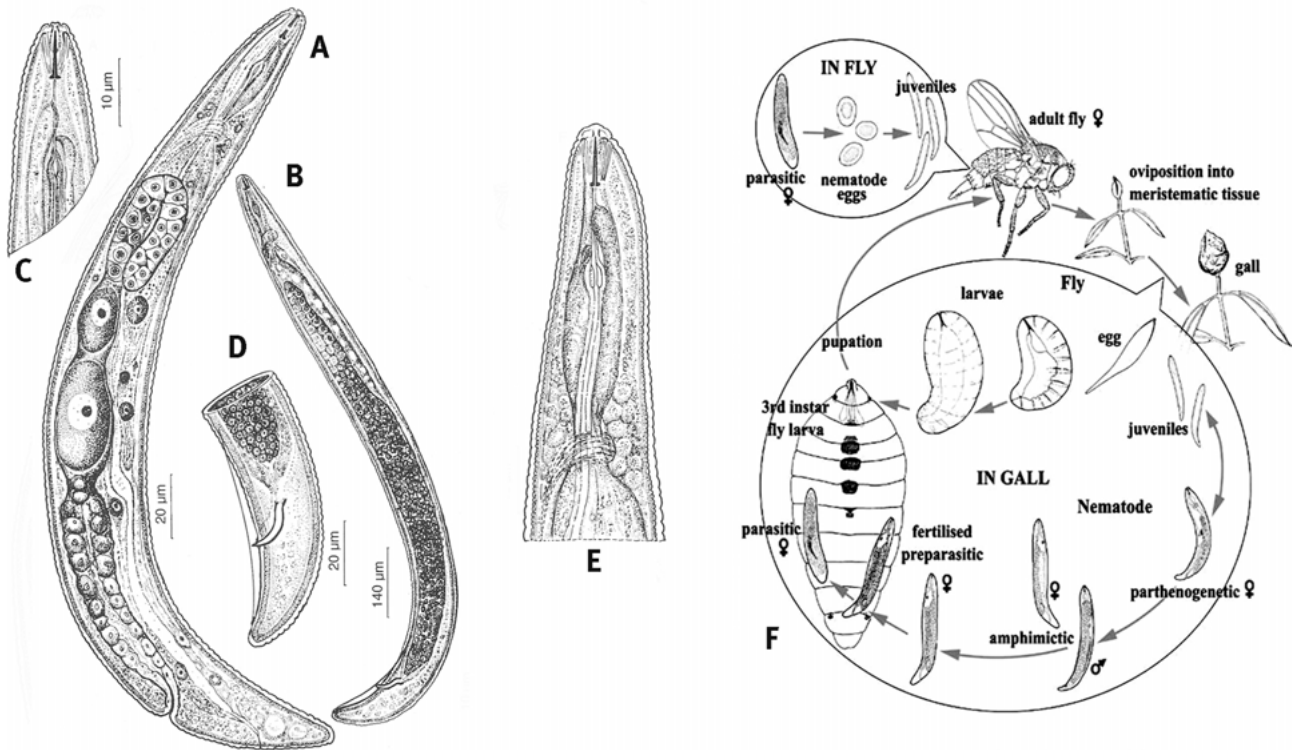 A
10 µm
B
C
D
20 µm
20 µm
140 µm
E
IN FLY
juveniles
parasitic
♀
nematode
eggs
adult fly ♀
oviposition into
meristematic tissue
gall
Fly
larvae
egg
pupation
3rd instar
fly larva
juveniles
IN GALL
Nematode
parasitic
♀
fertilised
preparasitic
♀
♀
parthenogenetic ♀
amphimictic
♂
F